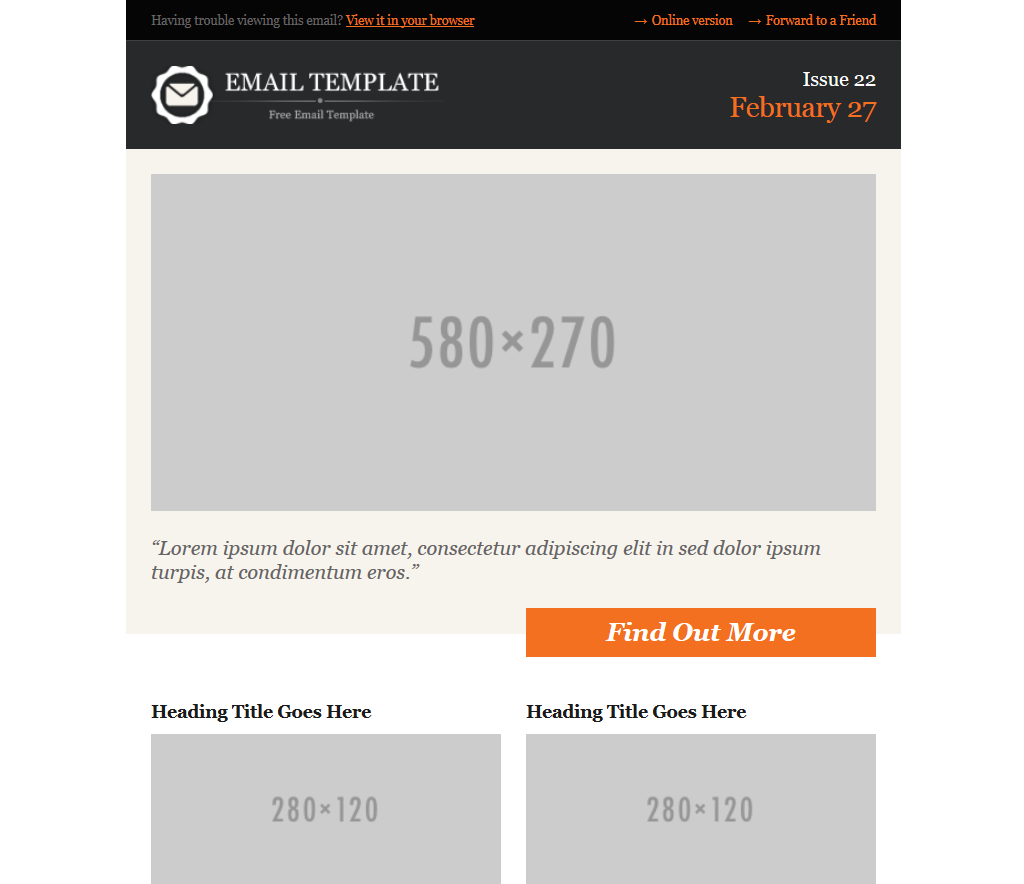 Having trouble viewing this email? View it in your browser
→ Online version → Forward to a Friend
EMAIL TEMPLATE
Free Email Template
Issue 22
February 27
580×270
“Lorem ipsum dolor sit amet, consectetur adipiscing elit in sed dolor ipsum
turpis, at condimentum eros.”
Find Out More
Heading Title Goes Here
280×120
Heading Title Goes Here
280×120